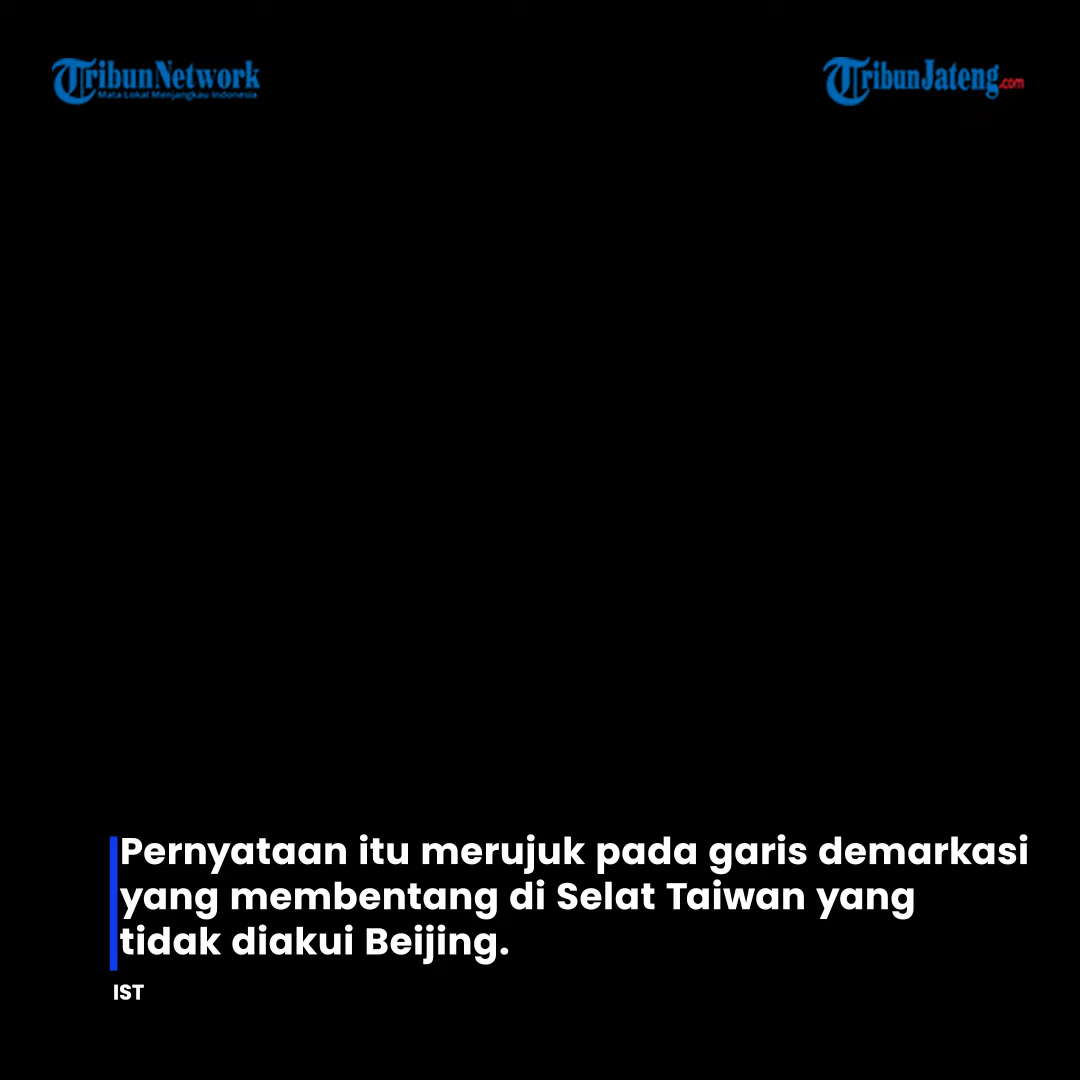 TribunNetwork
Mata Lokal Menjangkau Indonesia
TribunJateng.com
Pernyataan itu merujuk pada garis demarkasi
yang membentang di Selat Taiwan yang
tidak diakui Beijing.
IST